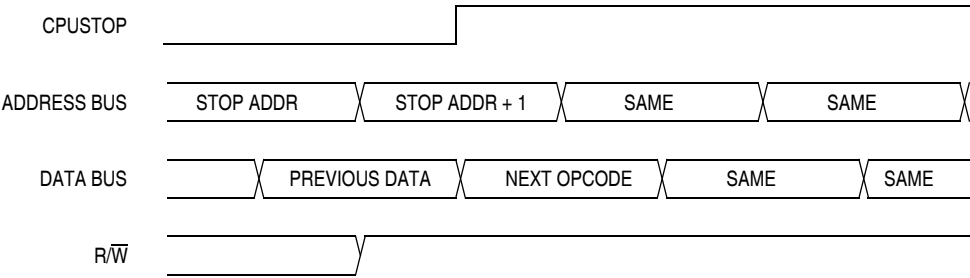 CPUSTOP
ADDRESS BUS STOP ADDR STOP ADDR + 1 SAME SAME
DATA BUS PREVIOUS DATA NEXT OPCODE SAME SAME
R/W̅